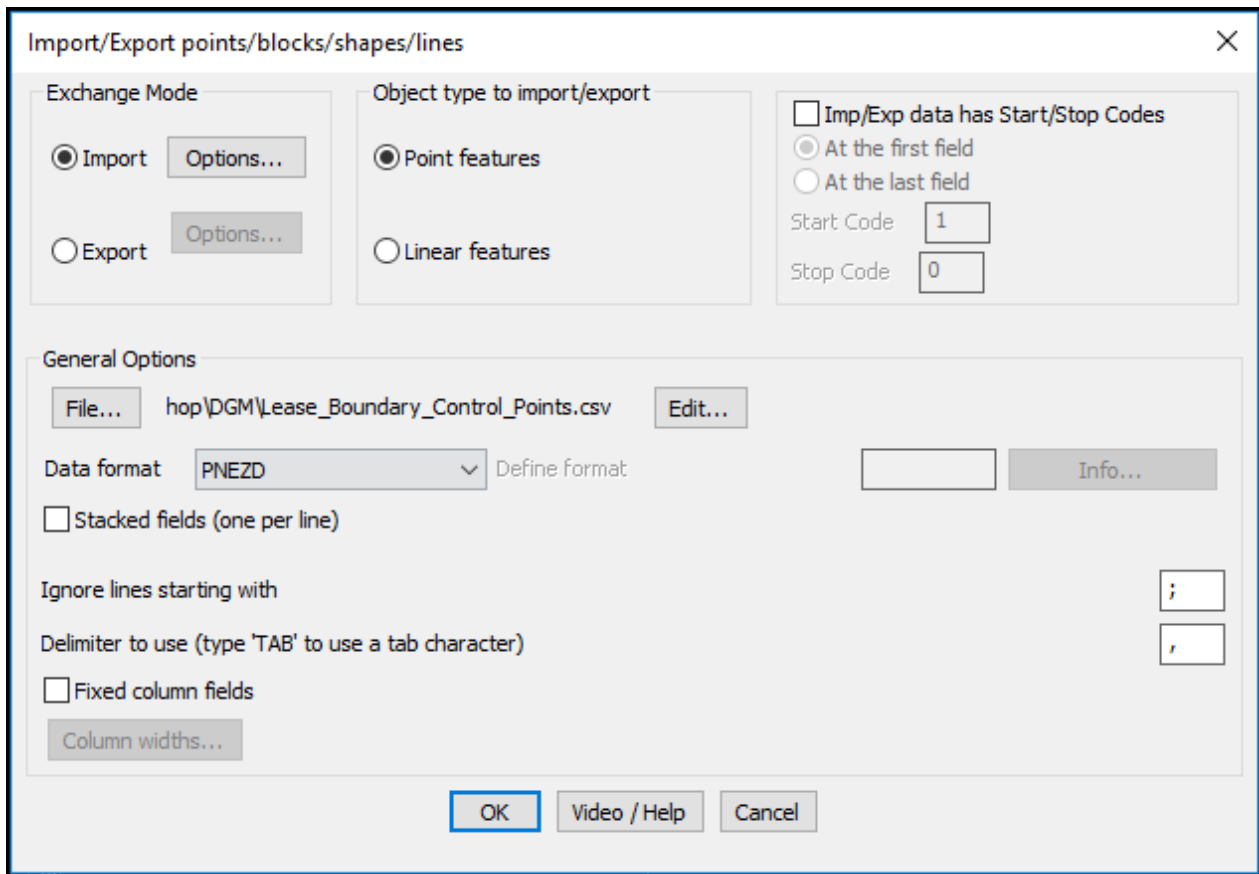 Import/Export points/blocks/shapes/lines
Exchange Mode
Import
Options...
Export
Options...
Object type to import/export
Point features
Linear features
Imp/Exp data has Start/Stop Codes
At the first field
At the last field
Start Code 1
Stop Code 0
General Options
File... hop\DGM\Lease_Boundary_Control_Points.csv Edit...
Data format PNEZD Define format Info...
Stacked fields (one per line)
Ignore lines starting with ;
Delimiter to use (type 'TAB' to use a tab character) ,
Fixed column fields
Column widths...
OK Video / Help Cancel